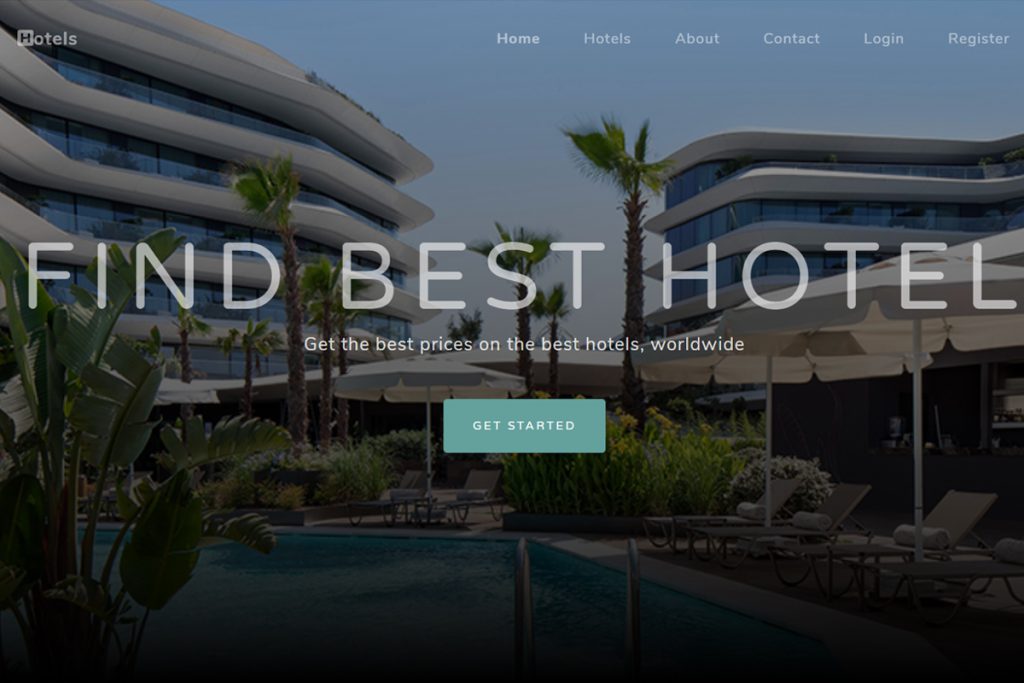 Hotels
Home Hotels About Contact Login Register
FIND BEST HOTEL
Get the best prices on the best hotels, worldwide
GET STARTED